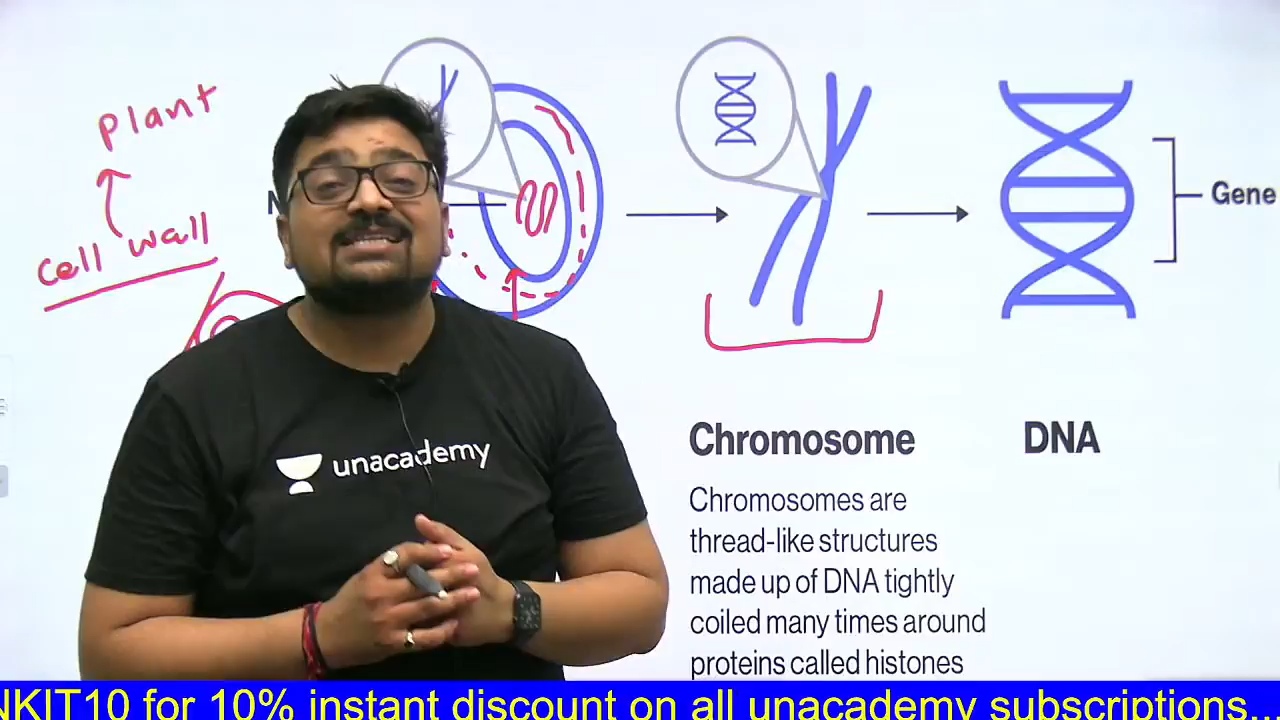 plant
cell wall
Gene
unacademy
Chromosome
DNA
Chromosomes are
thread-like structures
made up of DNA tightly
coiled many times around
proteins called histones
NKIT10 for 10% instant discount on all unacademy subscriptions...